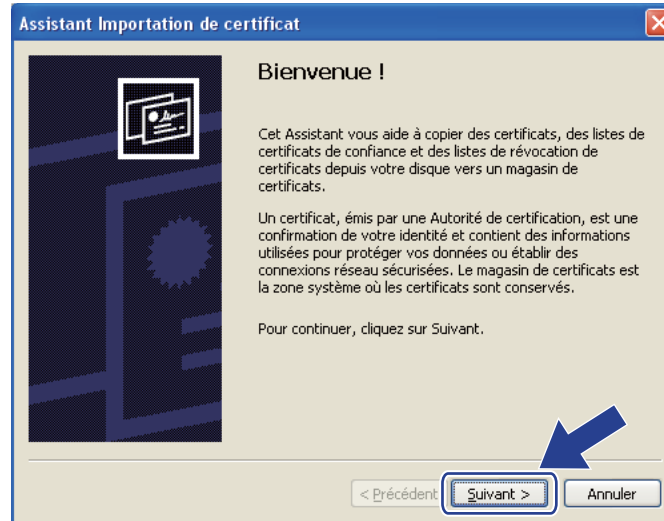 Assistant Importation de certificat
Bienvenue !
Cet Assistant vous aide à copier des certificats, des listes de
certificats de confiance et des listes de révocation de
certificats depuis votre disque vers un magasin de
certificats.
Un certificat, émis par une Autorité de certification, est une
confirmation de votre identité et contient des informations
utilisées pour protéger vos données ou établir des
connexions réseau sécurisées. Le magasin de certificats est
la zone système où les certificats sont conservés.
Pour continuer, cliquez sur Suivant.
< Précédent Suivant > Annuler